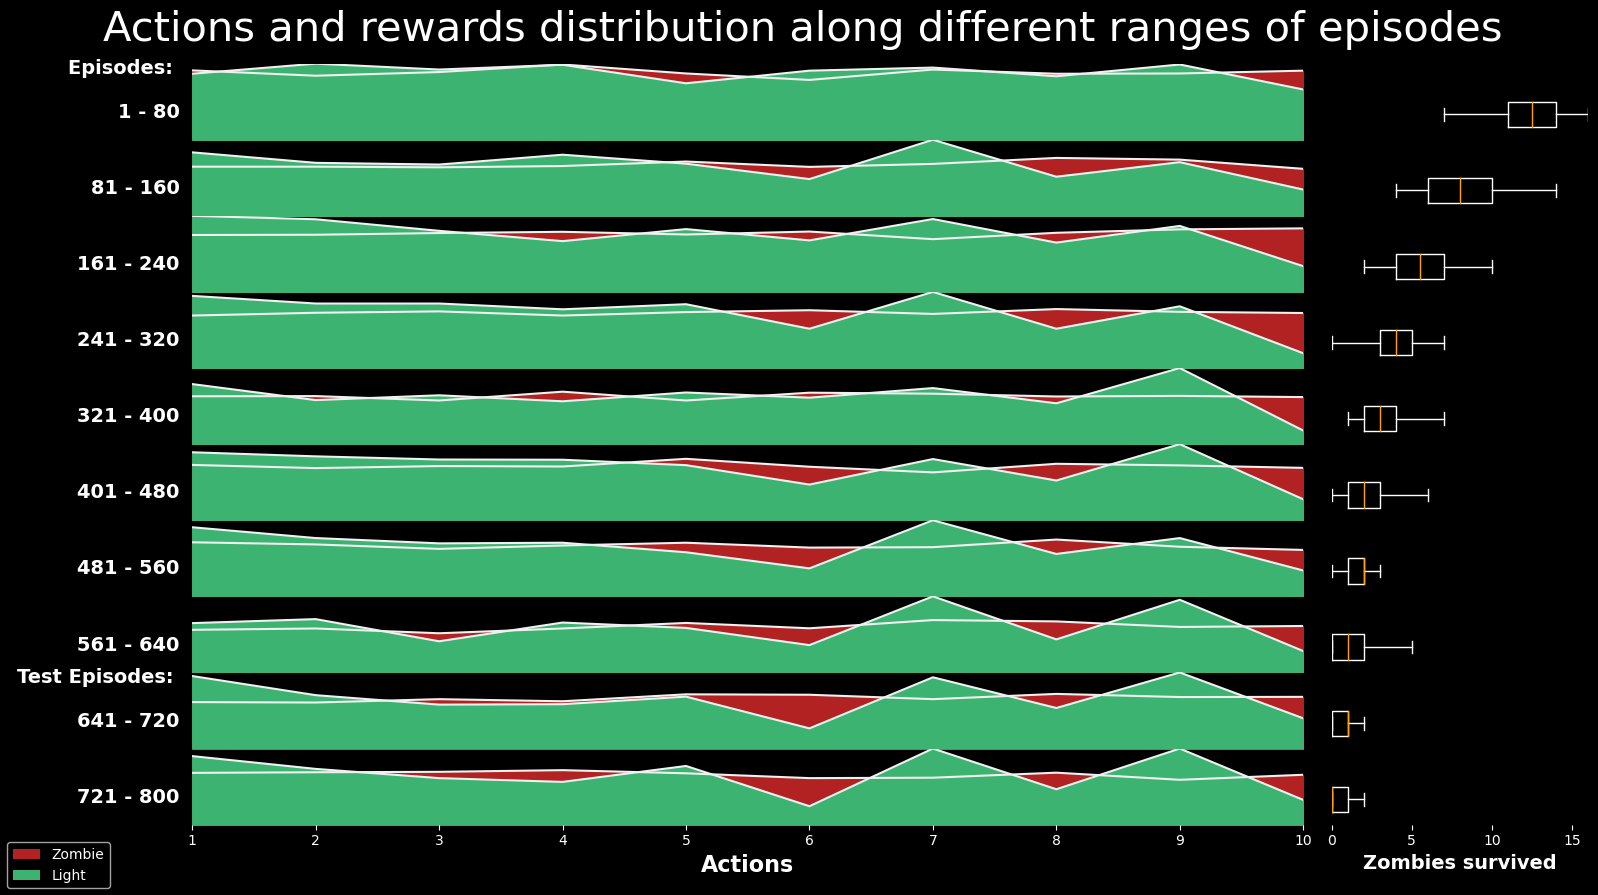 Actions and rewards distribution along different ranges of episodes
Episodes:
1 - 80
81 - 160
161 - 240
241 - 320
321 - 400
401 - 480
481 - 560
561 - 640
Test Episodes:
641 - 720
721 - 800
1 2 3 4 5 6 7 8 9 10
0 5 10 15
Actions
Zombies survived
Zombie
Light